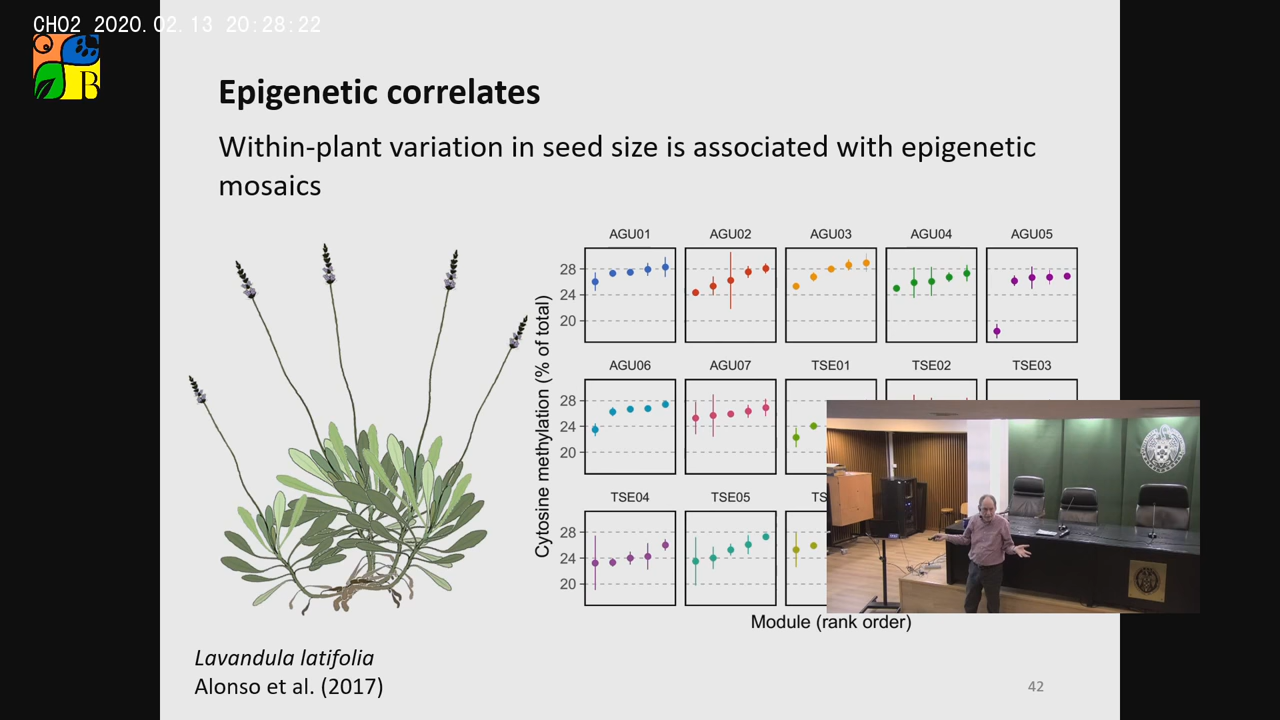 CH02 2020.02.13 20:28:22
B
Epigenetic correlates
Within-plant variation in seed size is associated with epigenetic
mosaics
AGU01 AGU02 AGU03 AGU04 AGU05
28
24
20
AGU06 AGU07 TSE01 TSE02 TSE03
28
24
20
TSE04 TSE05 TS
28
24
20
Cytosine methylation (% of total)
Module (rank order)
Lavandula latifolia
Alonso et al. (2017)
42